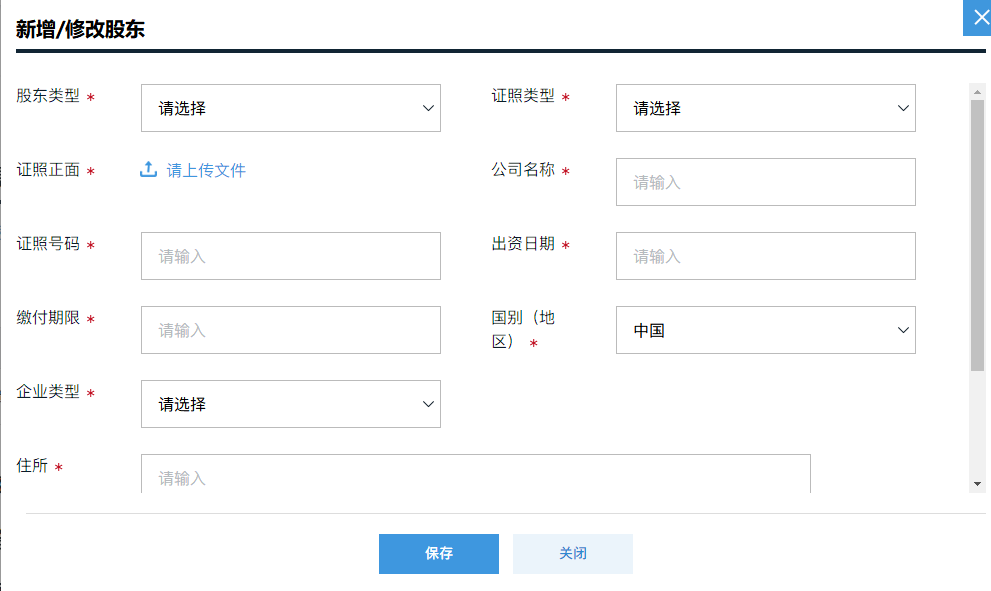 新增/修改股东
股东类型 *
请选择
证照类型 *
请选择
证照正面 *
请上传文件
公司名称 *
请输入
证照号码 *
请输入
出资日期 *
请输入
缴付期限 *
请输入
国别（地
区） *
中国
企业类型 *
请选择
住所 *
请输入
保存
关闭